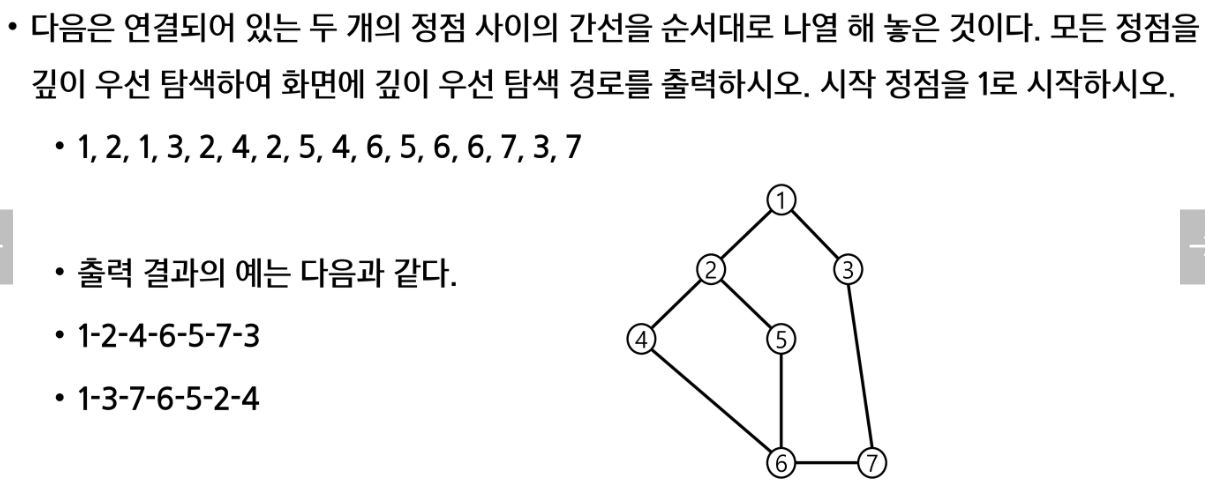 • 다음은 연결되어 있는 두 개의 정점 사이의 간선을 순서대로 나열 해 놓은 것이다. 모든 정점을
깊이 우선 탐색하여 화면에 깊이 우선 탐색 경로를 출력하시오. 시작 정점을 1로 시작하시오.
• 1, 2, 1, 3, 2, 4, 2, 5, 4, 6, 5, 6, 6, 7, 3, 7
• 출력 결과의 예는 다음과 같다.
• 1-2-4-6-5-7-3
• 1-3-7-6-5-2-4
1
2
3
4
5
6
7